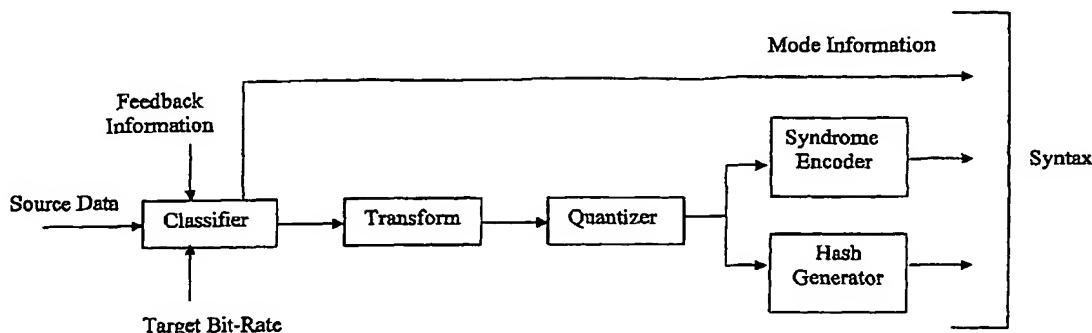 Mode Information
Feedback
Information
Syndrome
Encoder
Syntax
Source Data
Classifier
Transform
Quantizer
Hash
Generator
Target Bit-Rate